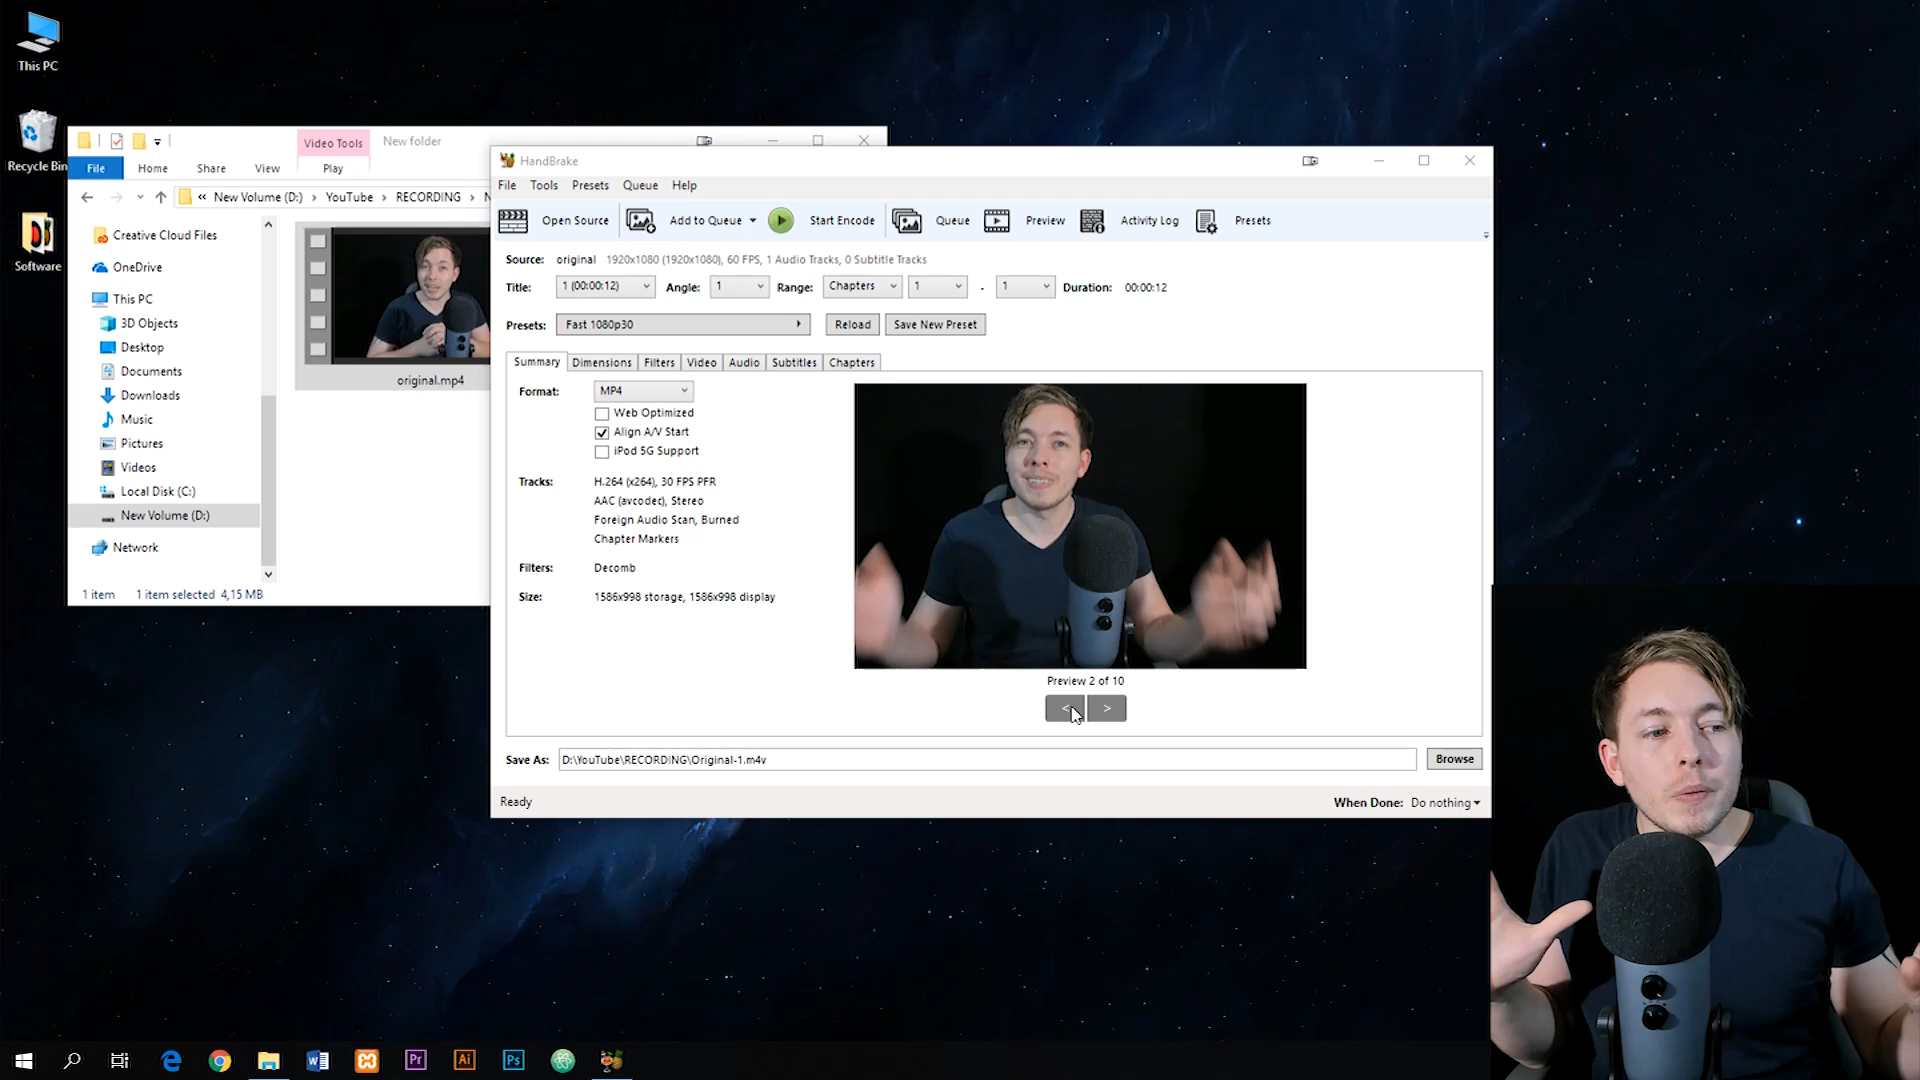 This PC
Recycle Bin
Software
Video Tools
New folder
File Home Share View Play
« New Volume (D:) › YouTube › RECORDING › N
Creative Cloud Files
OneDrive
This PC
3D Objects
Desktop
Documents
Downloads
Music
Pictures
Videos
Local Disk (C:)
New Volume (D:)
Network
original.mp4
1 item 1 item selected 4,15 MB
HandBrake
File Tools Presets Queue Help
Open Source Add to Queue Start Encode Queue Preview Activity Log Presets
Source: original 1920x1080 (1920x1080), 60 FPS, 1 Audio Tracks, 0 Subtitle Tracks
Title: 1 (00:00:12) Angle: 1 Range: Chapters 1 - 1 Duration: 00:00:12
Presets: Fast 1080p30 Reload Save New Preset
Summary Dimensions Filters Video Audio Subtitles Chapters
Format: MP4
Web Optimized
Align A/V Start
iPod 5G Support
Tracks: H.264 (x264), 30 FPS PFR
AAC (avcodec), Stereo
Foreign Audio Scan, Burned
Chapter Markers
Filters: Decomb
Size: 1586x998 storage, 1586x998 display
Preview 2 of 10
< >
Save As: D:\YouTube\RECORDING\Original-1.m4v Browse
Ready When Done: Do nothing
Pr Ai Ps